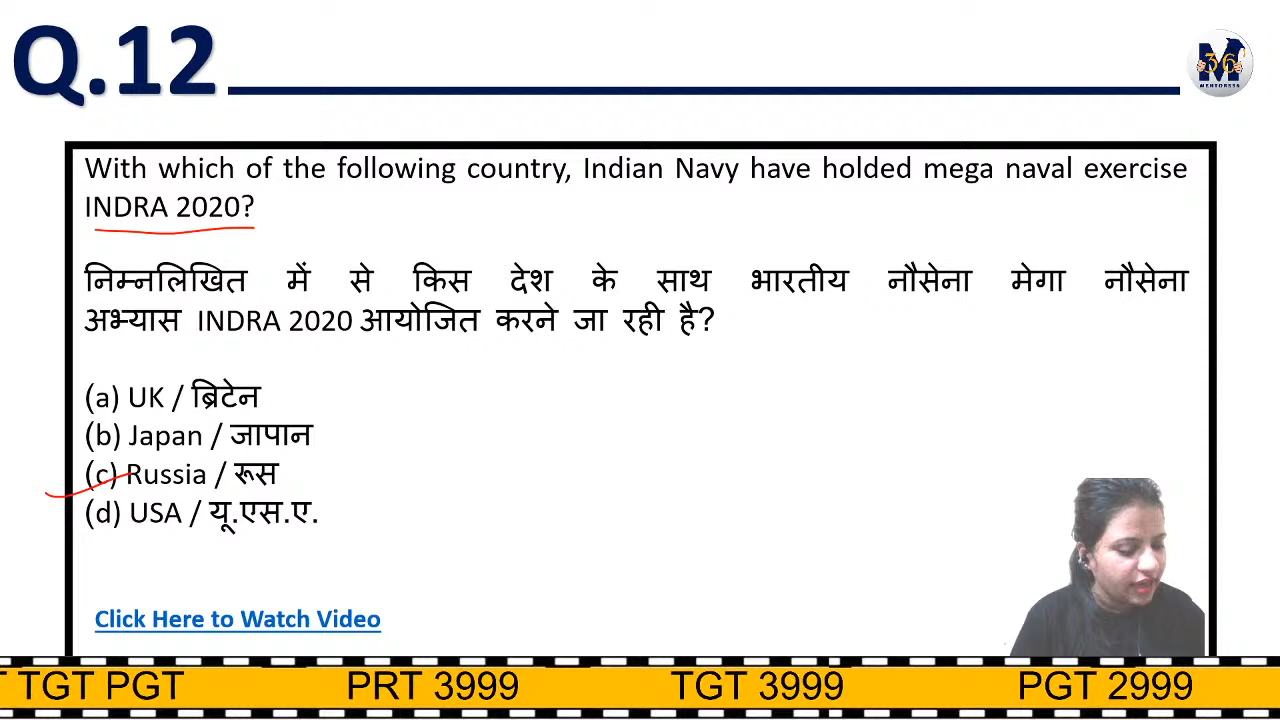 Q.12
M
36
MENTORS36
With which of the following country, Indian Navy have holded mega naval exercise
INDRA 2020?
निम्नलिखित में से किस देश के साथ भारतीय नौसेना मेगा नौसेना
अभ्यास INDRA 2020 आयोजित करने जा रही है?
(a) UK / ब्रिटेन
(b) Japan / जापान
(c) Russia / रूस
(d) USA / यू.एस.ए.
Click Here to Watch Video
T TGT PGT PRT 3999 TGT 3999 PGT 2999